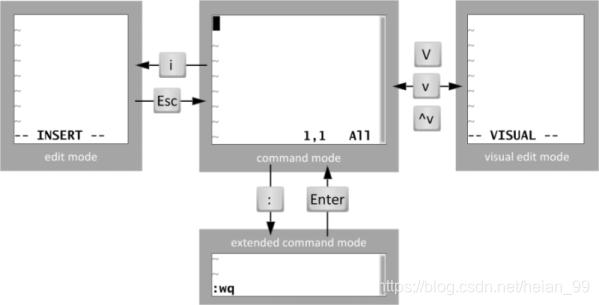 ~
~
~
~
~
~
~
-- INSERT --
edit mode
i
Esc
~
~
~
~
~
~
~
1,1 All
command mode
V
v
^v
~
~
~
~
~
~
~
-- VISUAL --
visual edit mode
:
Enter
extended command mode
~
~
:wq
https://blog.csdn.net/heian_99